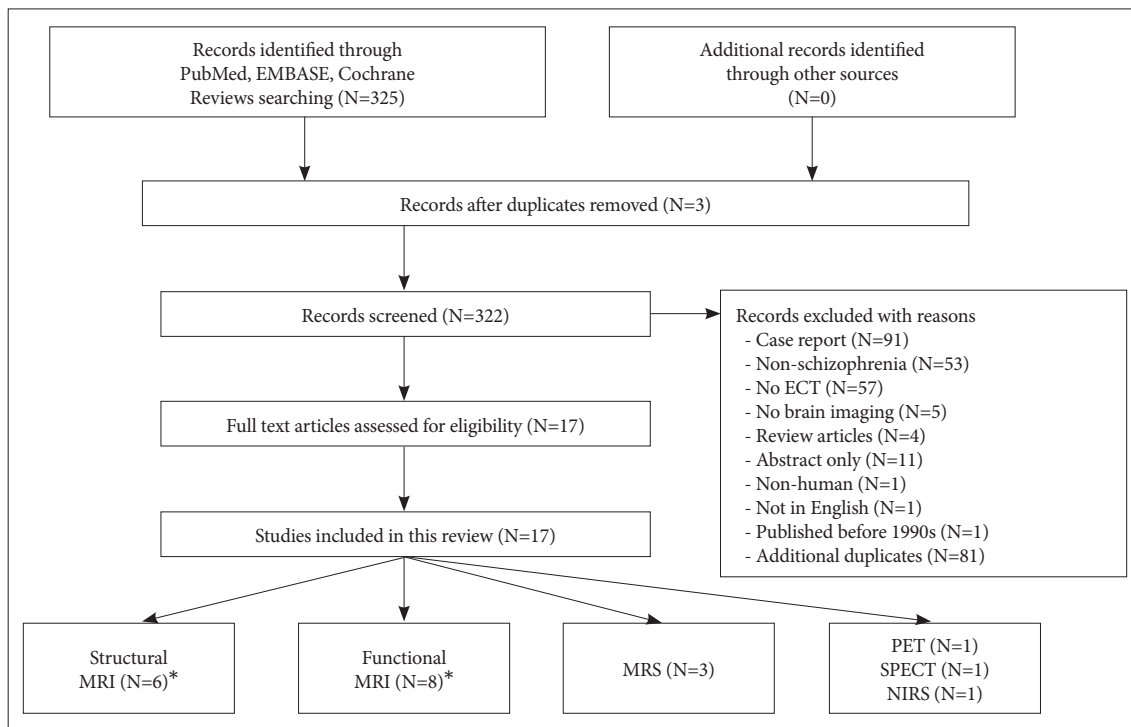 Records identified through
PubMed, EMBASE, Cochrane
Reviews searching (N=325)
Additional records identified
through other sources
(N=0)
Records after duplicates removed (N=3)
Records screened (N=322)
Records excluded with reasons
- Case report (N=91)
- Non-schizophrenia (N=53)
- No ECT (N=57)
- No brain imaging (N=5)
- Review articles (N=4)
- Abstract only (N=11)
- Non-human (N=1)
- Not in English (N=1)
- Published before 1990s (N=1)
- Additional duplicates (N=81)
Full text articles assessed for eligibility (N=17)
Studies included in this review (N=17)
Structural
MRI (N=6)*
Functional
MRI (N=8)*
MRS (N=3)
PET (N=1)
SPECT (N=1)
NIRS (N=1)